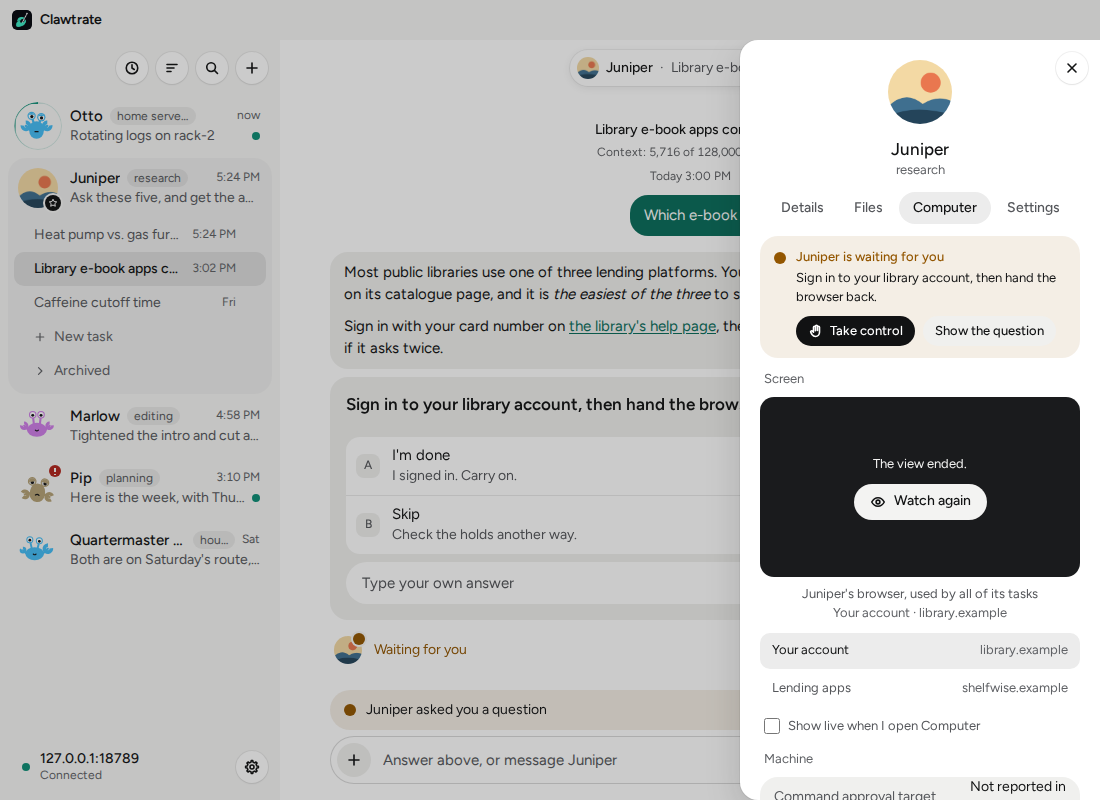 Clawtrate
Otto home serve... now
Rotating logs on rack-2
Juniper research 5:24 PM
Ask these five, and get the a...
Heat pump vs. gas fur... 5:24 PM
Library e-book apps c... 3:02 PM
Caffeine cutoff time Fri
New task
Archived
Marlow editing 4:58 PM
Tightened the intro and cut a...
Pip planning 3:10 PM
Here is the week, with Thu...
Quartermaster ... hou... Sat
Both are on Saturday's route,...
127.0.0.1:18789
Connected
Juniper · Library e-b
Library e-book apps co
Context: 5,716 of 128,000
Today 3:00 PM
Which e-book
Most public libraries use one of three lending platforms. Yo
on its catalogue page, and it is the easiest of the three to s
Sign in with your card number on the library's help page, the
if it asks twice.
Sign in to your library account, then hand the brow
A I'm done
I signed in. Carry on.
B Skip
Check the holds another way.
Type your own answer
Waiting for you
Juniper asked you a question
Answer above, or message Juniper
Juniper
research
Details Files Computer Settings
Juniper is waiting for you
Sign in to your library account, then hand the
browser back.
Take control Show the question
Screen
The view ended.
Watch again
Juniper's browser, used by all of its tasks
Your account · library.example
Your account library.example
Lending apps shelfwise.example
Show live when I open Computer
Machine
Command approval target Not reported in